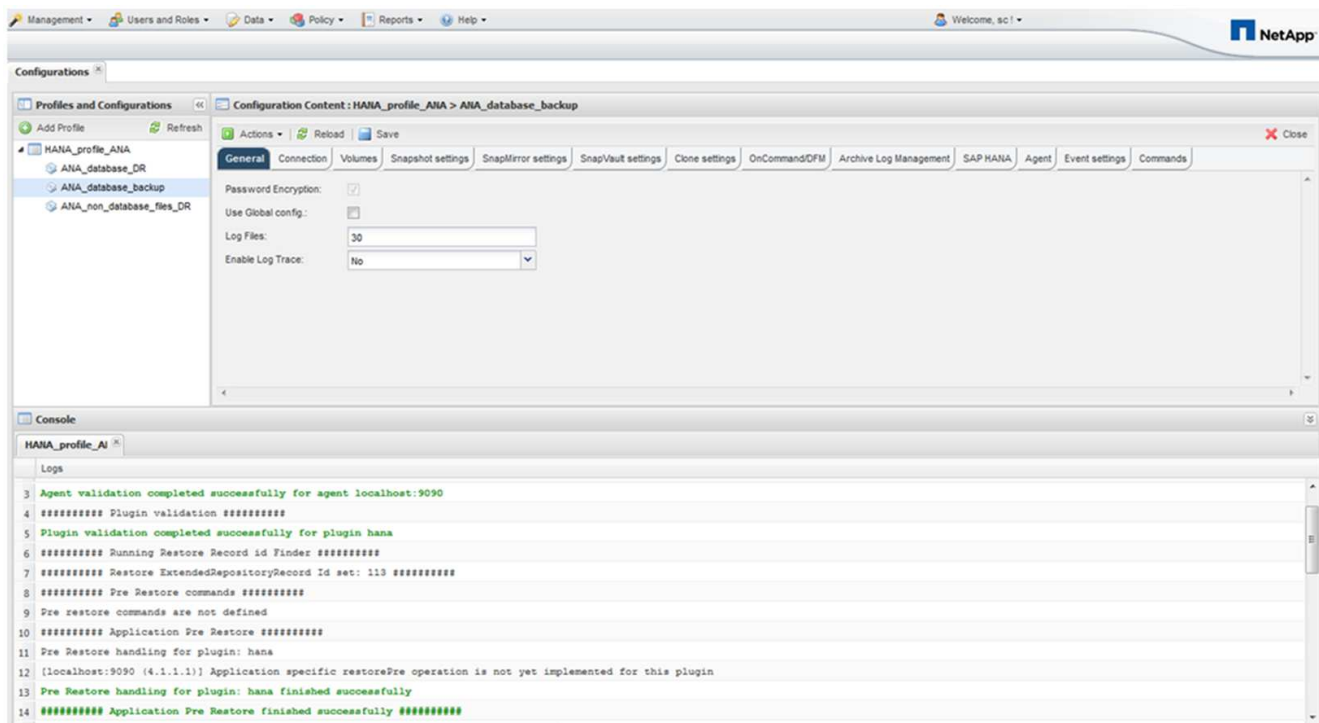 Management Users and Roles Data Policy Reports Help Welcome, sc!
NetApp
Configurations
Profiles and Configurations
Add Profile Refresh
HANA_profile_ANA
ANA_database_DR
ANA_database_backup
ANA_non_database_files_DR
Configuration Content : HANA_profile_ANA > ANA_database_backup
Actions Reload Save Close
General Connection Volumes Snapshot settings SnapMirror settings SnapVault settings Clone settings OnCommand/DFM Archive Log Management SAP HANA Agent Event settings Commands
Password Encryption:
Use Global config.:
Log Files: 30
Enable Log Trace: No
Console
HANA_profile_AI
Logs
3 Agent validation completed successfully for agent localhost:9090
4 ########## Plugin validation ##########
5 Plugin validation completed successfully for plugin hana
6 ########## Running Restore Record id Finder ##########
7 ########## Restore ExtendedRepositoryRecord Id set: 113 ##########
8 ########## Pre Restore commands ##########
9 Pre restore commands are not defined
10 ########## Application Pre Restore ##########
11 Pre Restore handling for plugin: hana
12 [localhost:9090 (4.1.1.1)] Application specific restorePre operation is not yet implemented for this plugin
13 Pre Restore handling for plugin: hana finished successfully
14 ########## Application Pre Restore finished successfully ##########